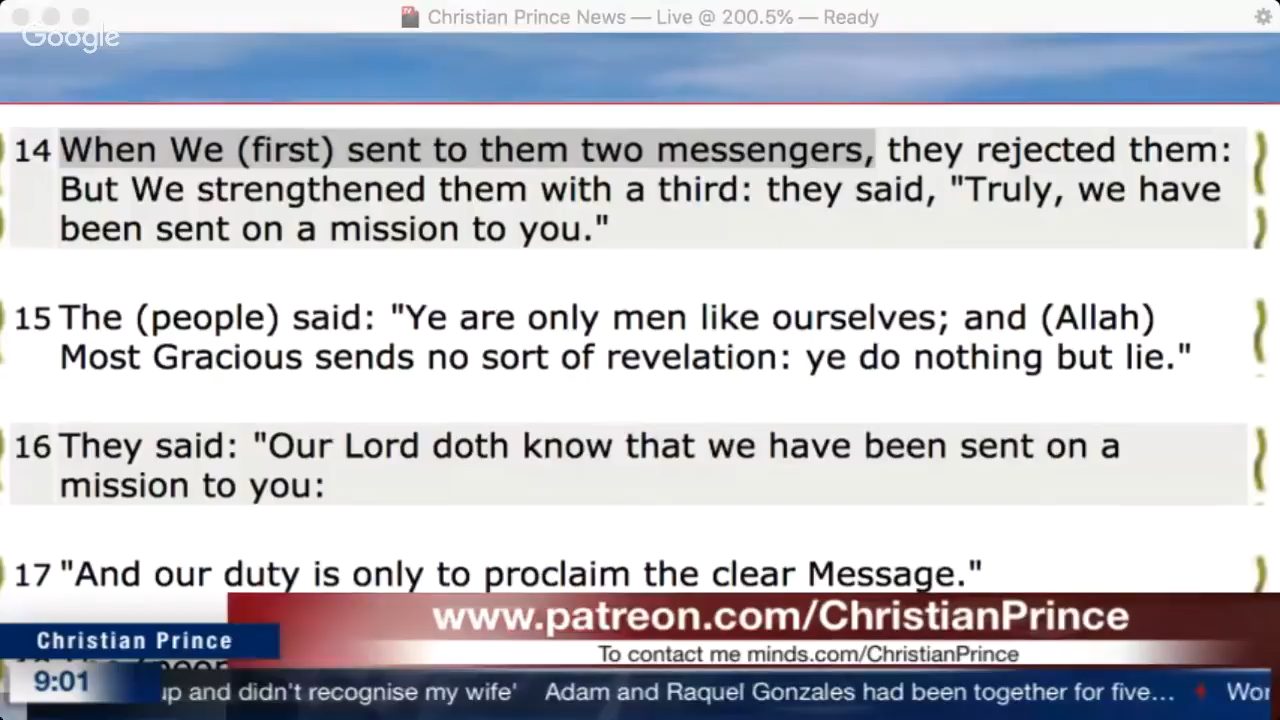 Christian Prince News — Live @ 200.5% — Ready
Google
14 When We (first) sent to them two messengers, they rejected them:
But We strengthened them with a third: they said, "Truly, we have
been sent on a mission to you."
15 The (people) said: "Ye are only men like ourselves; and (Allah)
Most Gracious sends no sort of revelation: ye do nothing but lie."
16 They said: "Our Lord doth know that we have been sent on a
mission to you:
17 "And our duty is only to proclaim the clear Message."
www.patreon.com/ChristianPrince
Christian Prince
To contact me minds.com/ChristianPrince
9:01
up and didn't recognise my wife' Adam and Raquel Gonzales had been together for five...